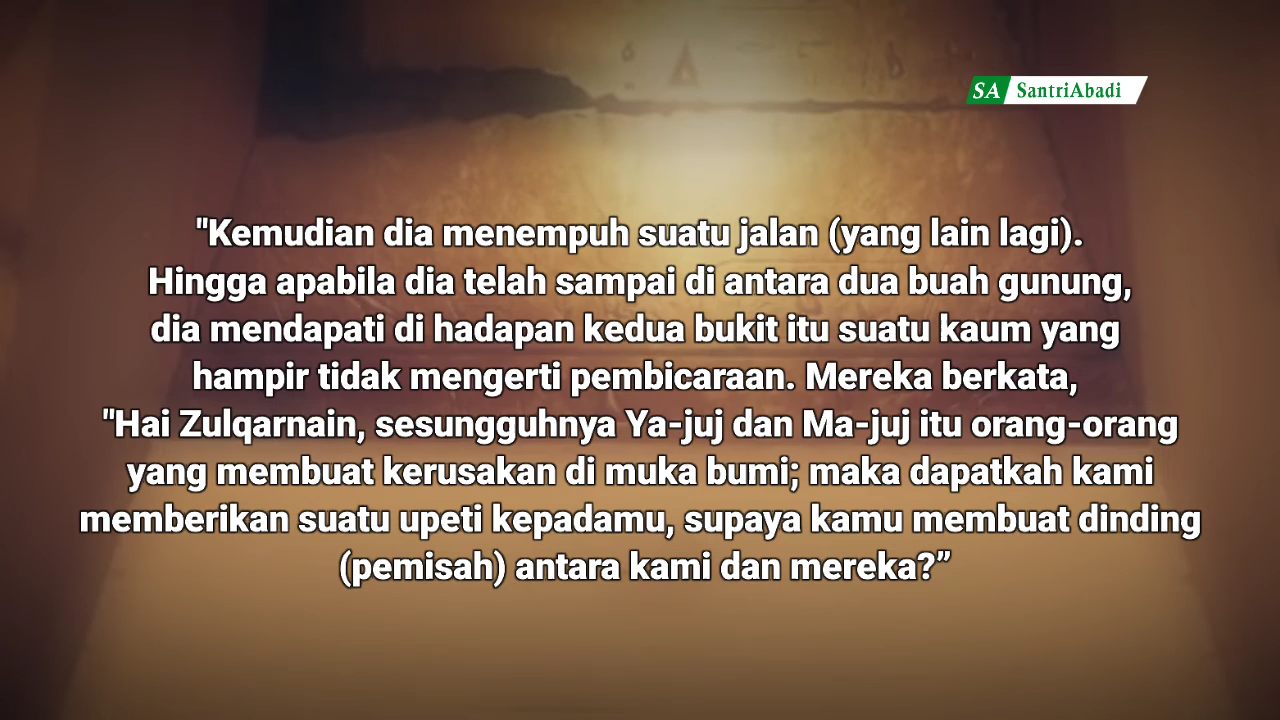 SA SantriAbadi
"Kemudian dia menempuh suatu jalan (yang lain lagi).
Hingga apabila dia telah sampai di antara dua buah gunung,
dia mendapati di hadapan kedua bukit itu suatu kaum yang
hampir tidak mengerti pembicaraan. Mereka berkata,
"Hai Zulqarnain, sesungguhnya Ya-juj dan Ma-juj itu orang-orang
yang membuat kerusakan di muka bumi; maka dapatkah kami
memberikan suatu upeti kepadamu, supaya kamu membuat dinding
(pemisah) antara kami dan mereka?”